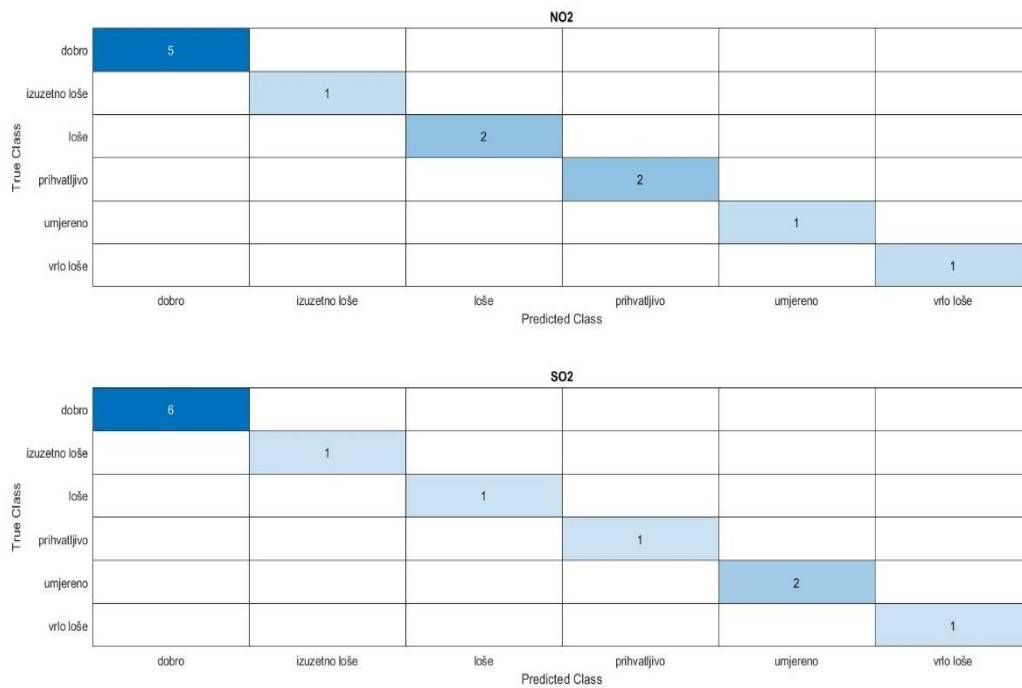 NO2
True Class
dobro 5
izuzetno loše 1
loše 2
prihvatljivo 2
umjereno 1
vrlo loše 1
dobro izuzetno loše loše prihvatljivo umjereno vrlo loše
Predicted Class
SO2
True Class
dobro 6
izuzetno loše 1
loše 1
prihvatljivo 1
umjereno 2
vrlo loše 1
dobro izuzetno loše loše prihvatljivo umjereno vrlo loše
Predicted Class